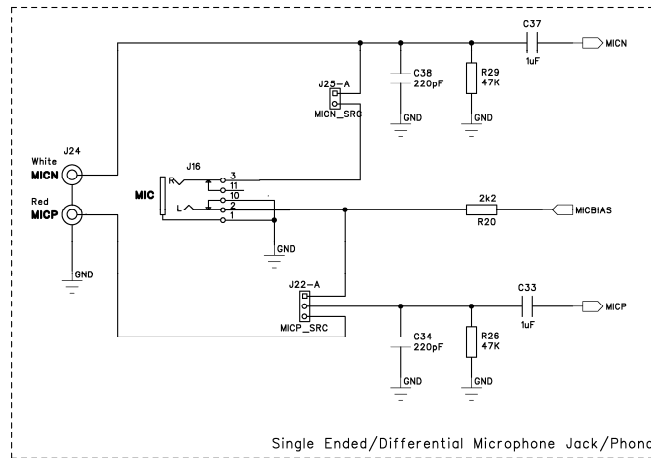 C37
MICN
1uF
C38
220pF
R29
47K
J25-A
MICN_SRC
GND
GND
J24
White
MICN
Red
MICP
GND
J16
MIC
R
3
11
10
L
2
1
GND
2k2
R20
MICBIAS
J22-A
MICP_SRC
C33
1uF
MICP
C34
220pF
R26
47K
GND
GND
Single Ended/Differential Microphone Jack/Phono